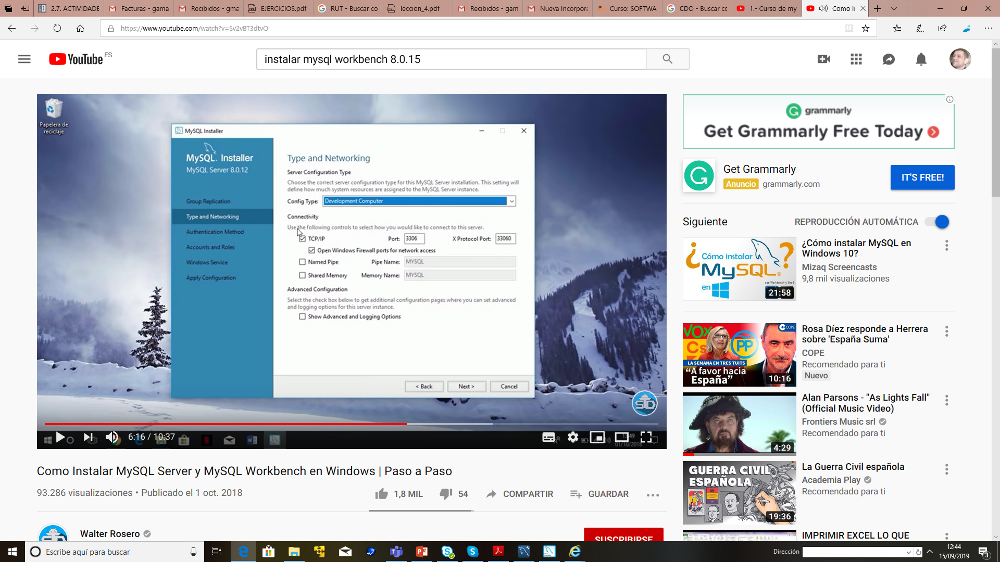 2.7. ACTIVIDADE
Facturas - gama
Recibidos - gma
EJERCICIOS.pdf
RUT - Buscar co
leccion_4.pdf
Recibidos - gam
Nueva Incorpora
Curso: SOFTWA
CDO - Buscar cc
1.- Curso de my
Como I
https://www.youtube.com/watch?v=Sv2vBT3dtvQ
YouTube ES
instalar mysql workbench 8.0.15
Papelera de
reciclaje
MySQL Installer
MySQL. Installer
MySQL Server 8.0.12
Group Replication
Type and Networking
Authentication Method
Accounts and Roles
Windows Service
Apply Configuration
Type and Networking
Server Configuration Type
Choose the correct server configuration type for this MySQL Server installation. This setting will
define how much system resources are assigned to the MySQL Server instance.
Config Type: Development Computer
Connectivity
Use the following controls to select how you would like to connect to this server.
TCP/IP Port: 3306 X Protocol Port: 33060
Open Windows Firewall ports for network access
Named Pipe Pipe Name: MYSQL
Shared Memory Memory Name: MYSQL
Advanced Configuration
Select the check box below to get additional configuration pages where you can set advanced
and logging options for this server instance.
Show Advanced and Logging Options
< Back Next > Cancel
6:16 / 10:37
01/10/2018
Como Instalar MySQL Server y MySQL Workbench en Windows | Paso a Paso
93.286 visualizaciones • Publicado el 1 oct. 2018
1,8 MIL 54 COMPARTIR GUARDAR
Walter Rosero
SUSCRIBIRSE
grammarly
Get Grammarly Free Today
Get Grammarly
Anuncio grammarly.com
IT'S FREE!
Siguiente REPRODUCCIÓN AUTOMÁTICA
¿Cómo instalar
MySQL?
en
con Workbench y Shell
21:58
¿Cómo instalar MySQL en
Windows 10?
Mizaq Screencasts
9,8 mil visualizaciones
VOX
COPE
Cs
PP
LA SEMANA EN TRES TUITS
“A favor hacia
España”
10:16
Rosa Díez responde a Herrera
sobre 'España Suma'
COPE
Recomendado para ti
Nuevo
4:29
Alan Parsons - "As Lights Fall"
(Official Music Video)
Frontiers Music srl
Recomendado para ti
GUERRA CIVIL
ESPAÑOLA
19:36
La Guerra Civil española
Academia Play
Recomendado para ti
IMPRIMIR EXCEL LO QUE
Escribe aquí para buscar
Dirección
12:44
15/09/2019
3